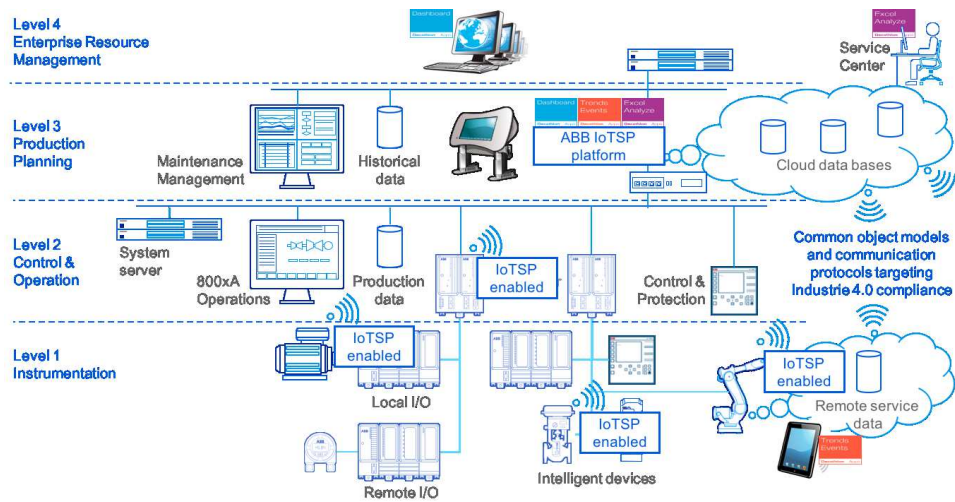 Level 4
Enterprise Resource
Management
Dashboard
Excel
Analyze
Service
Center
Level 3
Production
Planning
Maintenance
Management
Historical
data
Dashboard
Trends
Events
Excel
Analyze
ABB IoTSP
platform
Cloud data bases
Level 2
Control &
Operation
System
server
800xA
Operations
Production
data
IoTSP
enabled
Control &
Protection
Common object models
and communication
protocols targeting
Industrie 4.0 compliance
Level 1
Instrumentation
IoTSP
enabled
Local I/O
Remote I/O
IoTSP
enabled
Intelligent devices
IoTSP
enabled
Remote service
data
Trends
Events